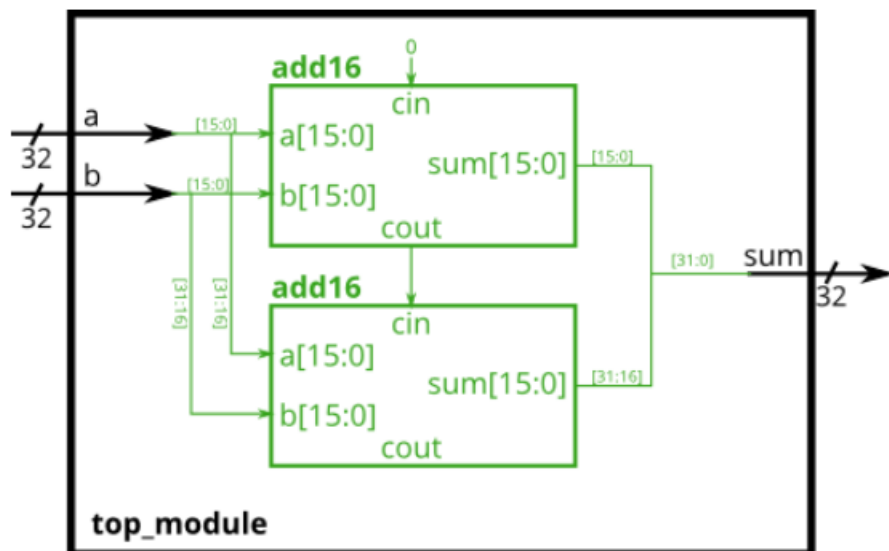 0
add16
cin
a
[15:0]
a[15:0]
32
sum[15:0]
[15:0]
b
[15:0]
b[15:0]
32
cout
[31:16]
[31:16]
[31:0]
sum
32
add16
cin
a[15:0]
sum[15:0]
[31:16]
b[15:0]
cout
top_module